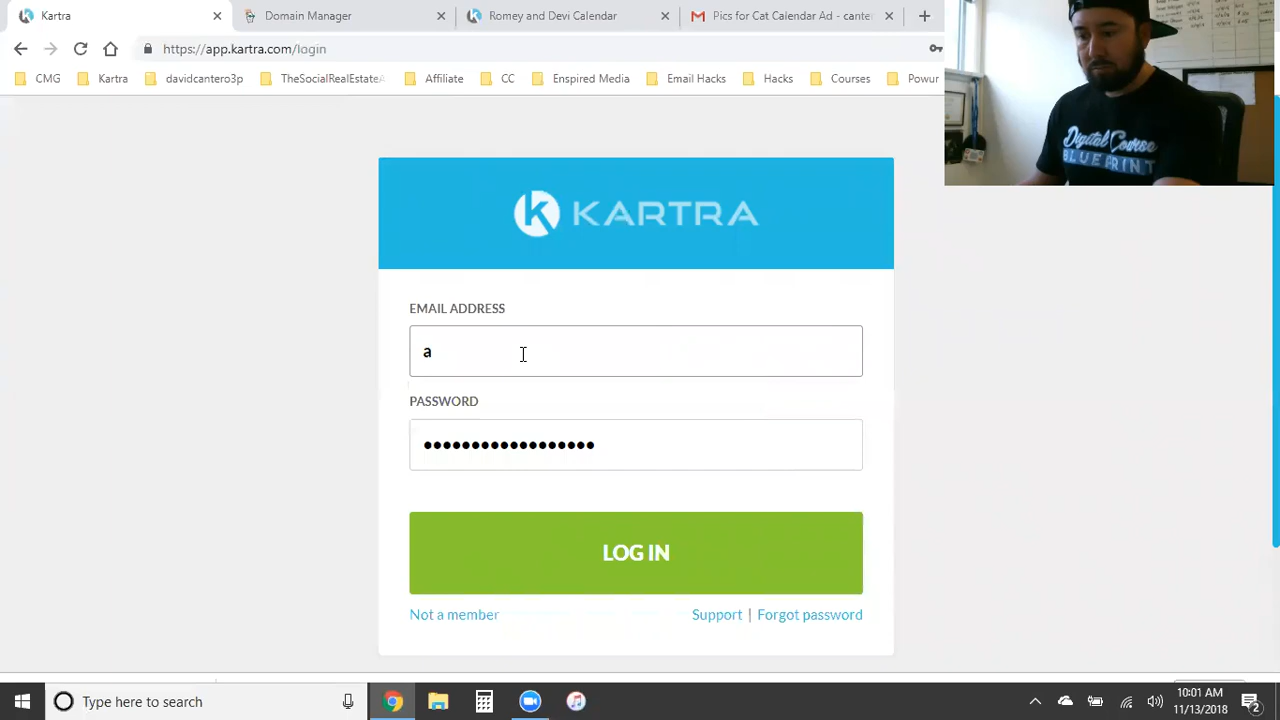 Kartra
Domain Manager
Romey and Derr Calendar
Pics for Cat Calendar Ad - cante
https://app.kartra.com/login
CMG
Kartra
davidcantero3p
TheSocialRealEstateA
Affiliate
CC
Enspired Media
Email Hacks
Hacks
Courses
Powur
Digital Course
BLUEPRINT
KARTRA
EMAIL ADDRESS
a
PASSWORD
LOG IN
Not a member
Support | Forgot password
Type here to search
10:01 AM
11/13/2018
2